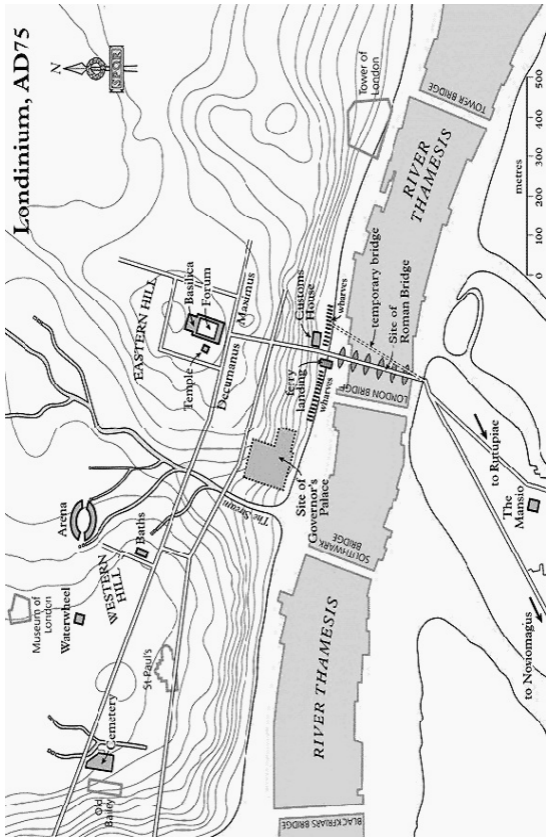 Londinium, AD75
N
SPQR
Museum of
London
Waterwheel
Arena
WESTERN
HILL
Baths
Cemetery
Old
Bailey
St Paul's
The Stream
EASTERN HILL
Temple
Basilica
Forum
Decumanus
Maximus
Site of
Governor's
Palace
ferry
landing
wharves
Customs
House
wharves
Tower of
London
RIVER THAMESIS
RIVER
THAMESIS
BLACKFRIARS BRIDGE
SOUTHWARK
BRIDGE
LONDON BRIDGE
TOWER BRIDGE
temporary bridge
Site of
Roman Bridge
to Rutupiae
The
Mansio
to Noviomagus
0 100 200 300 400 500
metres